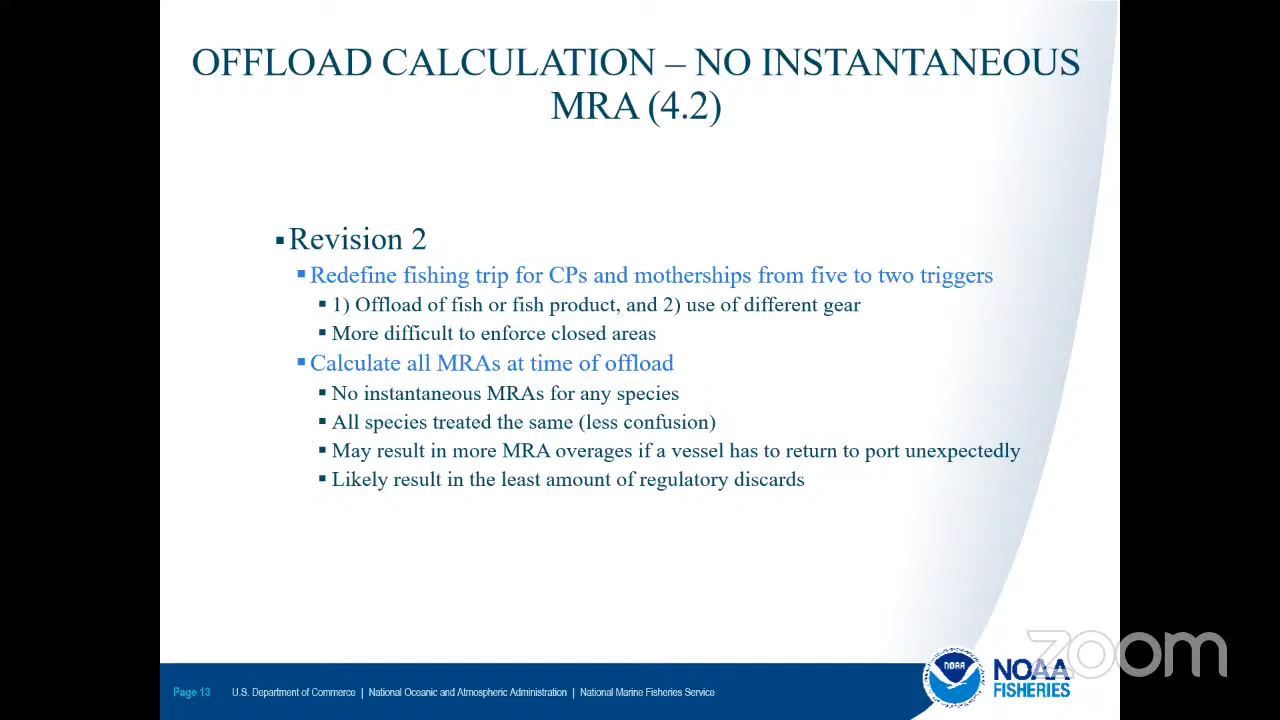 OFFLOAD CALCULATION – NO INSTANTANEOUS
MRA (4.2)
▪ Revision 2
▪ Redefine fishing trip for CPs and motherships from five to two triggers
▪ 1) Offload of fish or fish product, and 2) use of different gear
▪ More difficult to enforce closed areas
▪ Calculate all MRAs at time of offload
▪ No instantaneous MRAs for any species
▪ All species treated the same (less confusion)
▪ May result in more MRA overages if a vessel has to return to port unexpectedly
▪ Likely result in the least amount of regulatory discards
zoom
NOAA
NOAA
FISHERIES
Page 13 U.S. Department of Commerce | National Oceanic and Atmospheric Administration | National Marine Fisheries Service